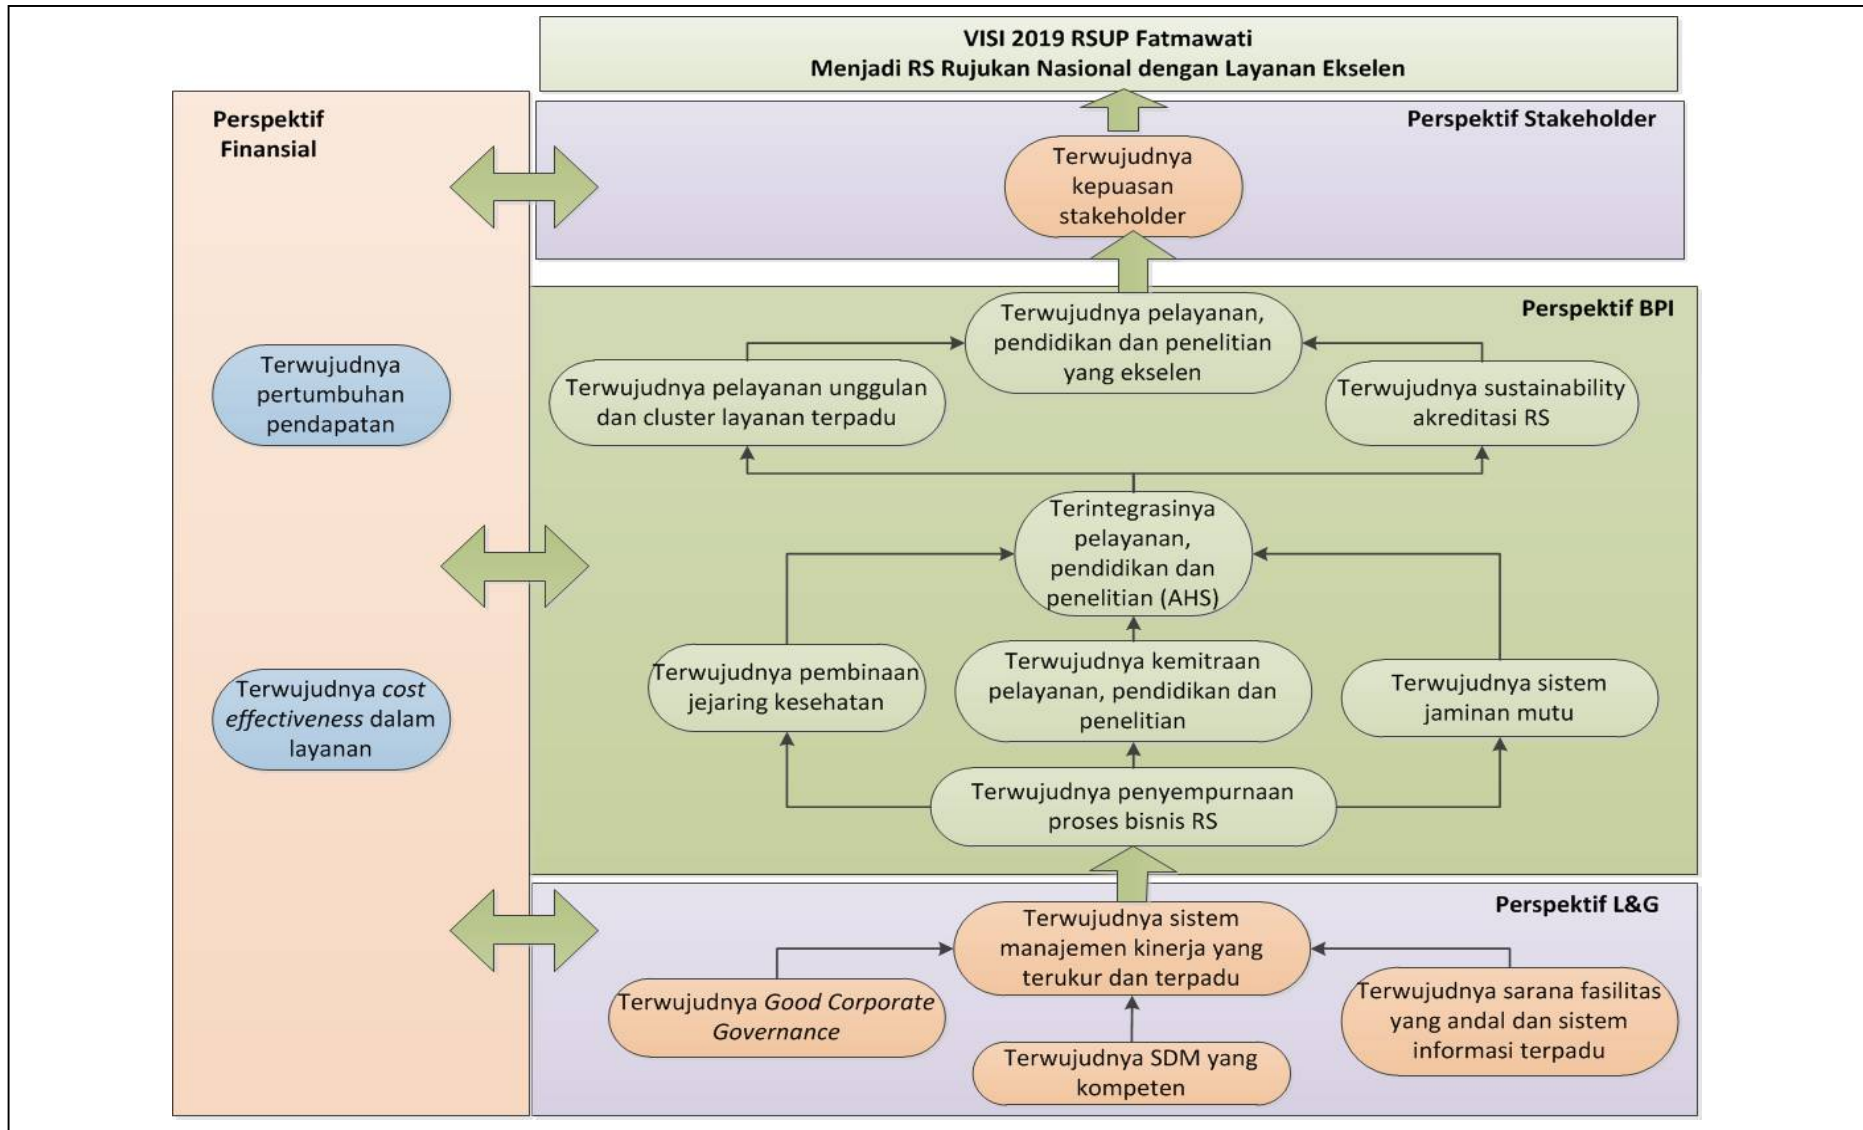 VISI 2019 RSUP Fatmawati
Menjadi RS Rujukan Nasional dengan Layanan Ekselen
Perspektif
Finansial
Perspektif Stakeholder
Terwujudnya
kepuasan
stakeholder
Perspektif BPI
Terwujudnya pelayanan,
pendidikan dan penelitian
yang ekselen
Terwujudnya
pertumbuhan
pendapatan
Terwujudnya pelayanan unggulan
dan cluster layanan terpadu
Terwujudnya sustainability
akreditasi RS
Terintegrasinya
pelayanan,
pendidikan dan
penelitian (AHS)
Terwujudnya cost
effectiveness dalam
layanan
Terwujudnya pembinaan
jejaring kesehatan
Terwujudnya kemitraan
pelayanan, pendidikan dan
penelitian
Terwujudnya sistem
jaminan mutu
Terwujudnya penyempurnaan
proses bisnis RS
Perspektif L&G
Terwujudnya sistem
manajemen kinerja yang
terukur dan terpadu
Terwujudnya Good Corporate
Governance
Terwujudnya SDM yang
kompeten
Terwujudnya sarana fasilitas
yang andal dan sistem
informasi terpadu